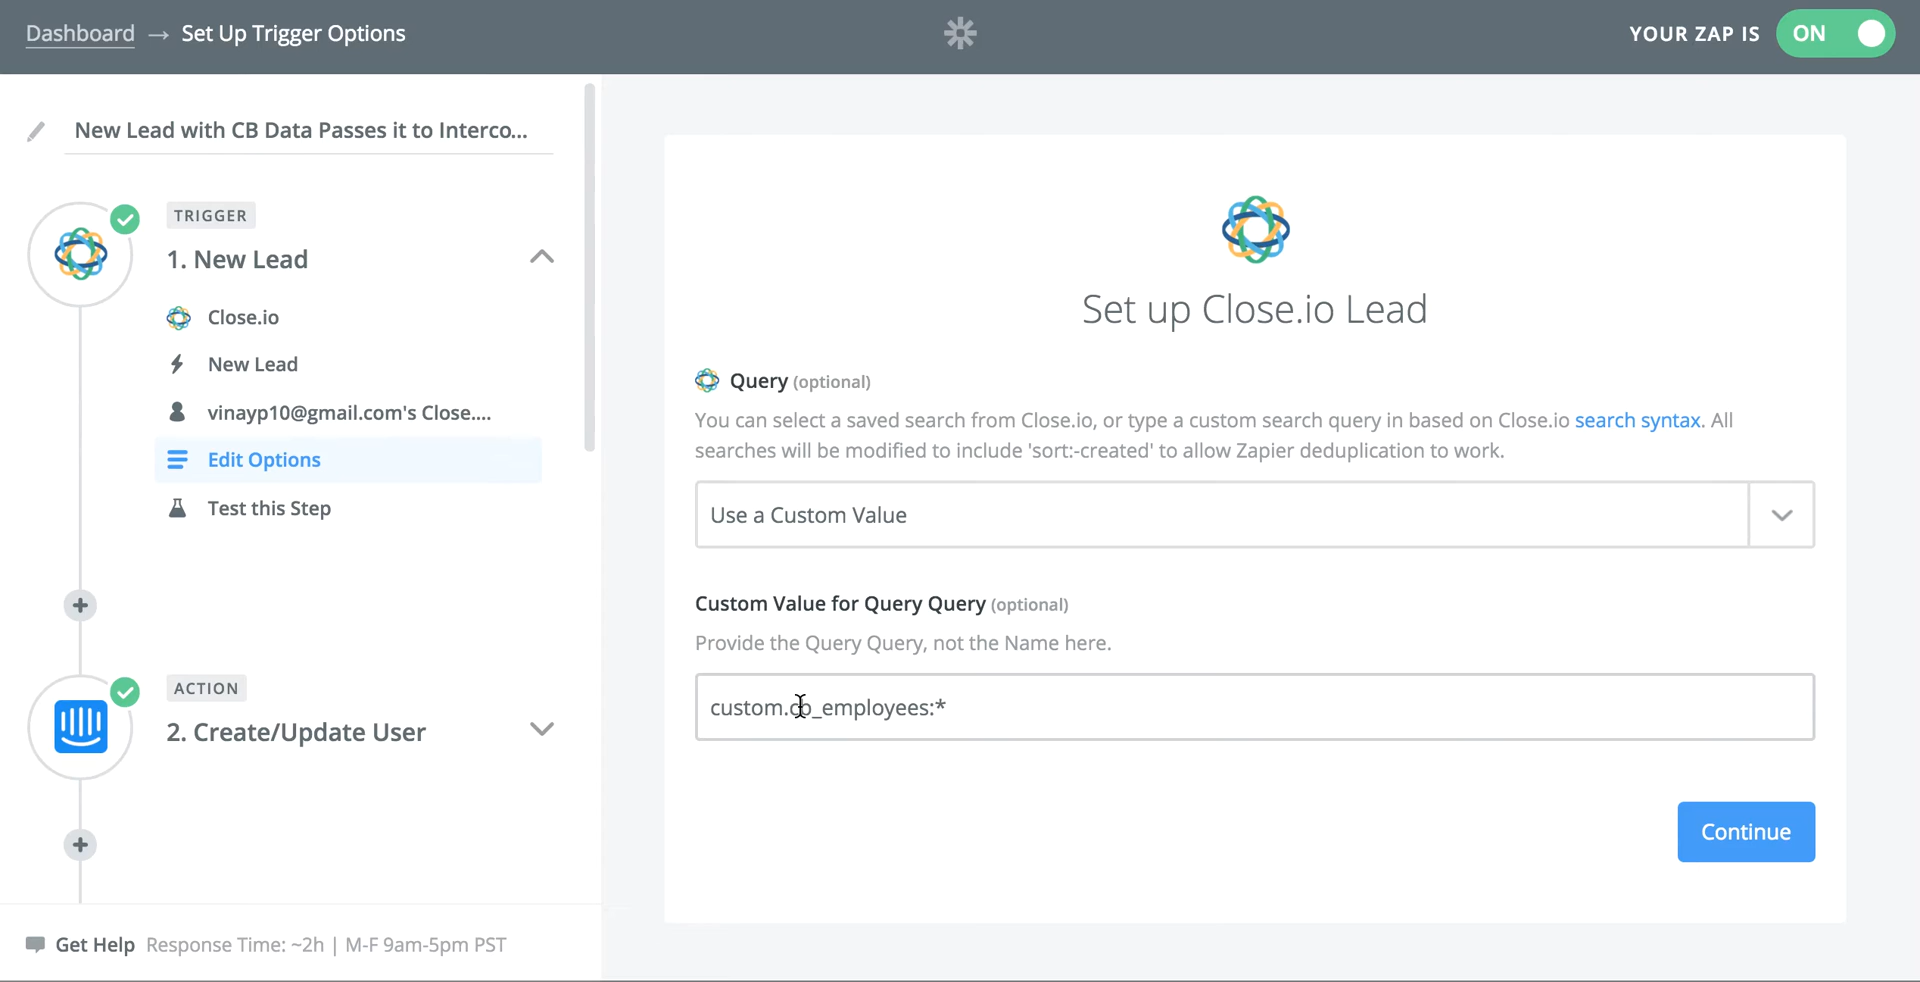 Dashboard → Set Up Trigger Options
YOUR ZAP IS ON
New Lead with CB Data Passes it to Interco...
TRIGGER
1. New Lead
Close.io
New Lead
vinayp10@gmail.com's Close....
Edit Options
Test this Step
ACTION
2. Create/Update User
Get Help Response Time: ~2h | M-F 9am-5pm PST
Set up Close.io Lead
Query (optional)
You can select a saved search from Close.io, or type a custom search query in based on Close.io search syntax. All
searches will be modified to include 'sort:-created' to allow Zapier deduplication to work.
Use a Custom Value
Custom Value for Query Query (optional)
Provide the Query Query, not the Name here.
custom.cb_employees:*
Continue